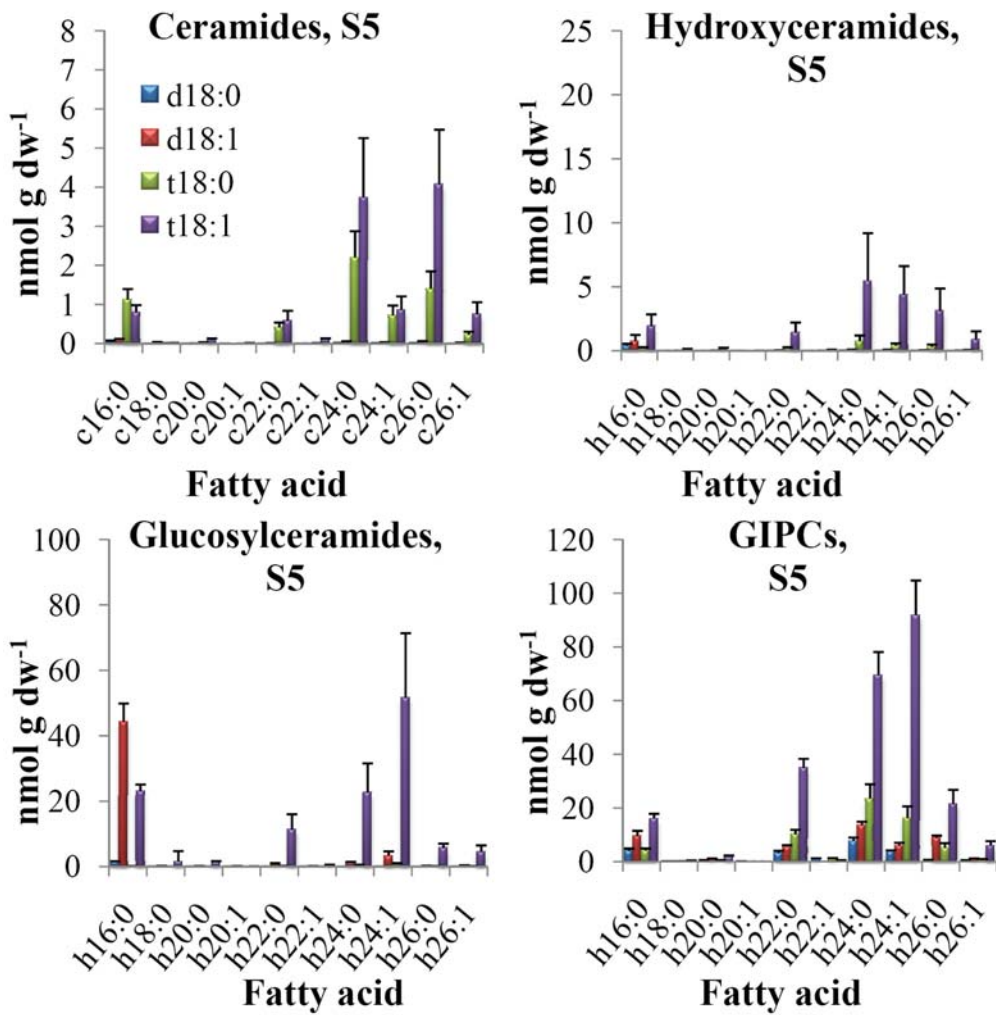 Ceramides, S5
8
7
6
5
4
3
2
1
0
nmol g dw-1
d18:0
d18:1
t18:0
t18:1
c16:0
c18:0
c20:0
c20:1
c22:0
c22:1
c24:0
c24:1
c26:0
c26:1
Fatty acid
Hydroxyceramides,
S5
25
20
15
10
5
0
nmol g dw-1
h16:0
h18:0
h20:0
h20:1
h22:0
h22:1
h24:0
h24:1
h26:0
h26:1
Fatty acid
Glucosylceramides,
S5
100
80
60
40
20
0
nmol g dw-1
h16:0
h18:0
h20:0
h20:1
h22:0
h22:1
h24:0
h24:1
h26:0
h26:1
Fatty acid
GIPCs,
S5
120
100
80
60
40
20
0
nmol g dw-1
h16:0
h18:0
h20:0
h20:1
h22:0
h22:1
h24:0
h24:1
h26:0
h26:1
Fatty acid